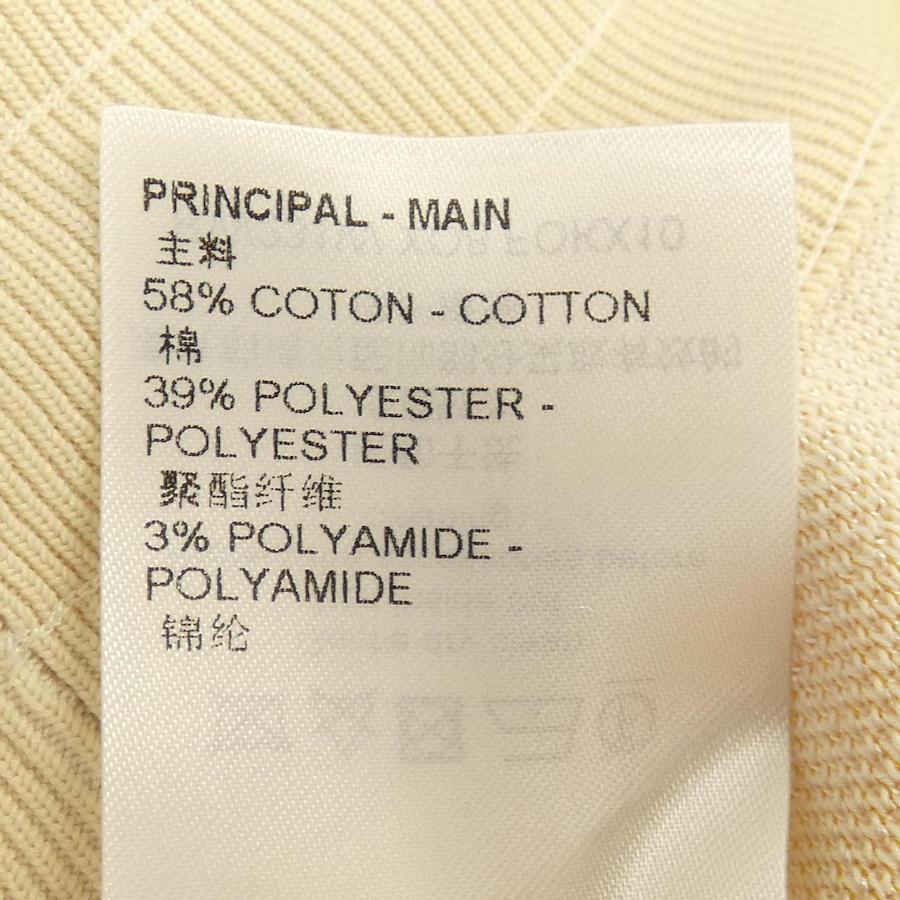 PRINCIPAL - MAIN
主料
58% COTON - COTTON
棉
39% POLYESTER -
POLYESTER
聚酯纤维
3% POLYAMIDE -
POLYAMIDE
锦纶